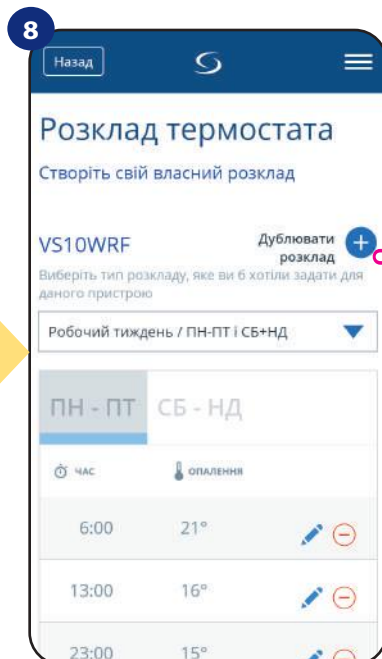 8
Назад
Розклад термостата
Створіть свій власний розклад
VS10WRF
Дублювати
розклад
Виберіть тип розкладу, яке ви б хотіли задати для
даного пристрою
Робочий тиждень / ПН-ПТ і СБ+НД
ПН - ПТ СБ - НД
ЧАС ОПАЛЕННЯ
6:00 21°
13:00 16°
23:00 15°